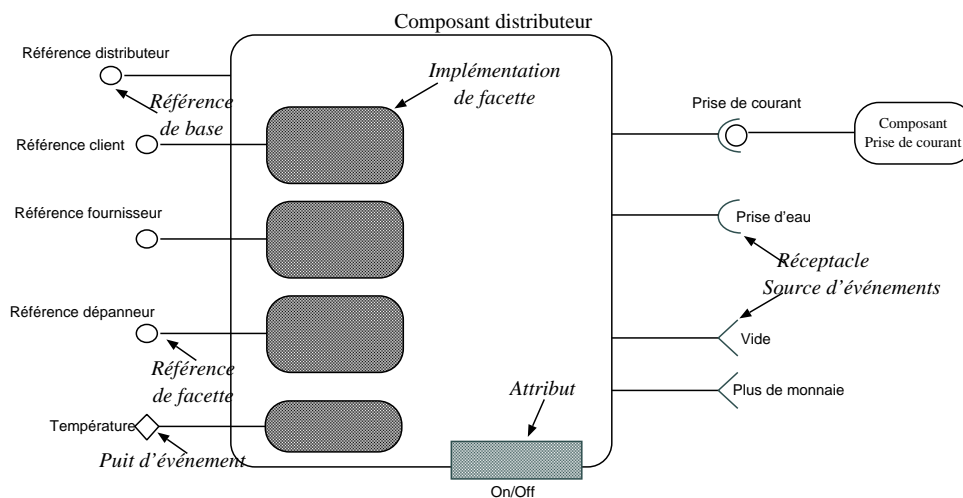 Composant distributeur
Référence distributeur
Référence
de base
Implémentation
de facette
Prise de courant
Composant
Prise de courant
Référence client
Référence fournisseur
Prise d'eau
Réceptacle
Source d'événements
Référence dépanneur
Vide
Référence
de facette
Attribut
Plus de monnaie
Température
Puit d'événement
On/Off